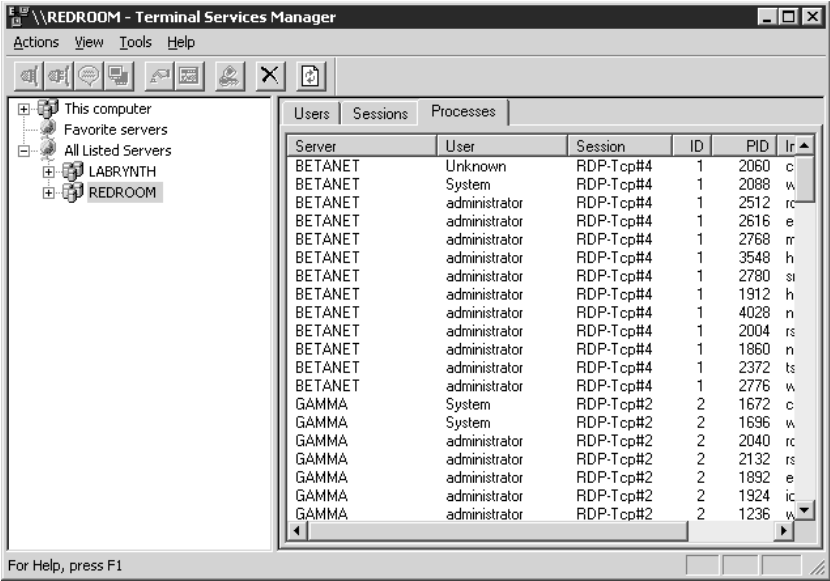 \\REDROOM - Terminal Services Manager
Actions View Tools Help
This computer
Favorite servers
All Listed Servers
LABRYNTH
REDROOM
Users Sessions Processes
Server User Session ID PID
BETANET Unknown RDP-Tcp#4 1 2060 c
BETANET System RDP-Tcp#4 1 2088 w
BETANET administrator RDP-Tcp#4 1 2512
BETANET administrator RDP-Tcp#4 1 2616 e
BETANET administrator RDP-Tcp#4 1 2768 m
BETANET administrator RDP-Tcp#4 1 3548 h
BETANET administrator RDP-Tcp#4 1 2780
BETANET administrator RDP-Tcp#4 1 1912 h
BETANET administrator RDP-Tcp#4 1 4028 n
BETANET administrator RDP-Tcp#4 1 2004 rs
BETANET administrator RDP-Tcp#4 1 1860 n
BETANET administrator RDP-Tcp#4 1 2372 ts
BETANET administrator RDP-Tcp#4 1 2776 w
GAMMA System RDP-Tcp#2 2 1672 c
GAMMA System RDP-Tcp#2 2 1696 w
GAMMA administrator RDP-Tcp#2 2 2040
GAMMA administrator RDP-Tcp#2 2 2132 rs
GAMMA administrator RDP-Tcp#2 2 1892 e
GAMMA administrator RDP-Tcp#2 2 1924
GAMMA administrator RDP-Tcp#2 2 1236 w
For Help, press F1